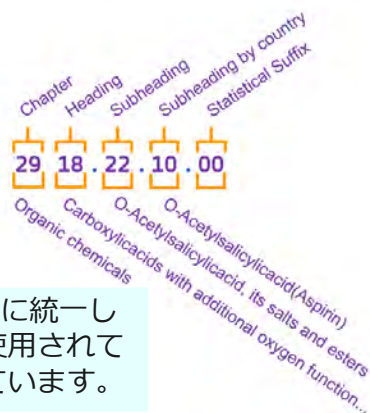 Chapter
Heading
Subheading
Subheading by country
Statistical Suffix
29 18 . 22 . 10 . 00
Organic chemicals
Carboxylicacids with additional oxygen function...
O-Acetylsalicylicacid, its salts and esters
O-Acetylsalicylicacid(Aspirin)
に統一し
使用されて
ています。